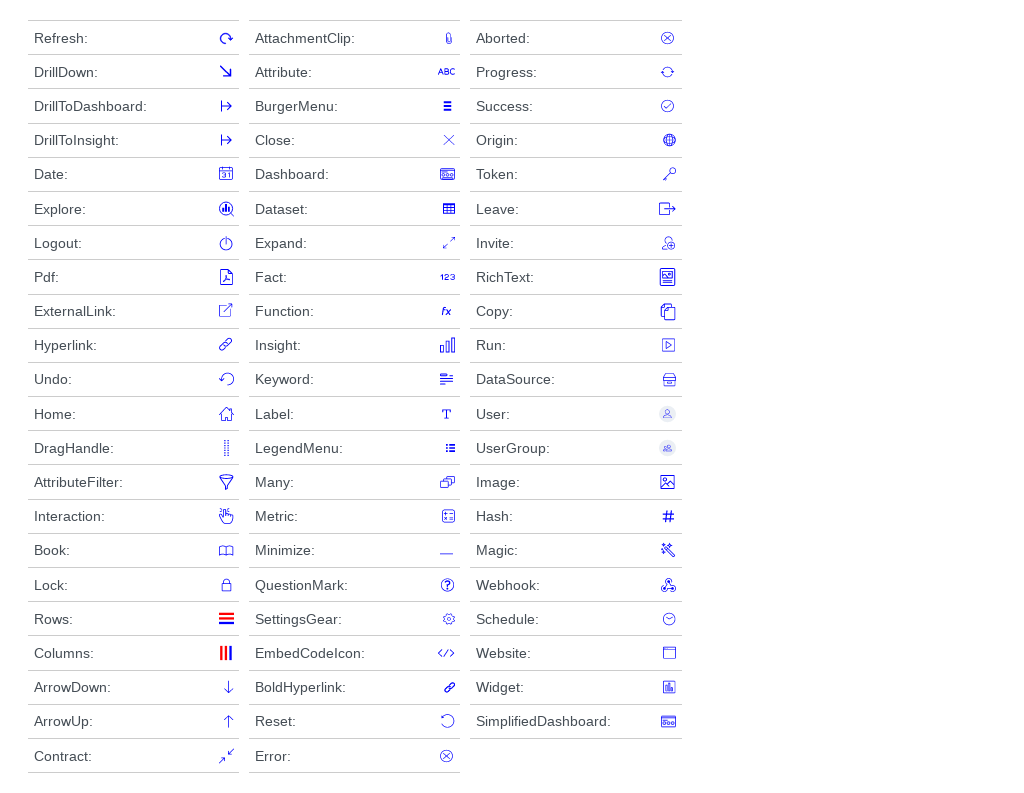 Refresh:
DrillDown:
DrillToDashboard:
DrillToInsight:
Date: 31
Explore:
Logout:
Pdf:
ExternalLink:
Hyperlink:
Undo:
Home:
DragHandle:
AttributeFilter:
Interaction:
Book:
Lock:
Rows:
Columns:
ArrowDown:
ArrowUp:
Contract:
AttachmentClip:
Attribute: ABC
BurgerMenu:
Close:
Dashboard:
Dataset:
Expand:
Fact: 123
Function: fx
Insight:
Keyword:
Label: T
LegendMenu:
Many:
Metric:
Minimize:
QuestionMark: ?
SettingsGear:
EmbedCodeIcon: </>
BoldHyperlink:
Reset:
Error:
Aborted:
Progress:
Success:
Origin:
Token:
Leave:
Invite:
RichText:
Copy:
Run:
DataSource:
User:
UserGroup:
Image:
Hash: #
Magic:
Webhook:
Schedule:
Website:
Widget:
SimplifiedDashboard: